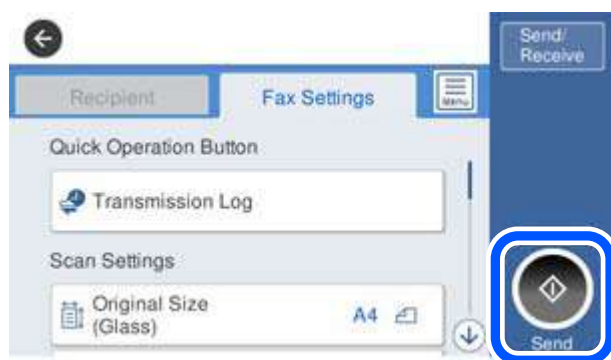 Send/
Receive
Recipient
Fax Settings
Menu
Quick Operation Button
Transmission Log
Scan Settings
Original Size
(Glass)
A4
Send